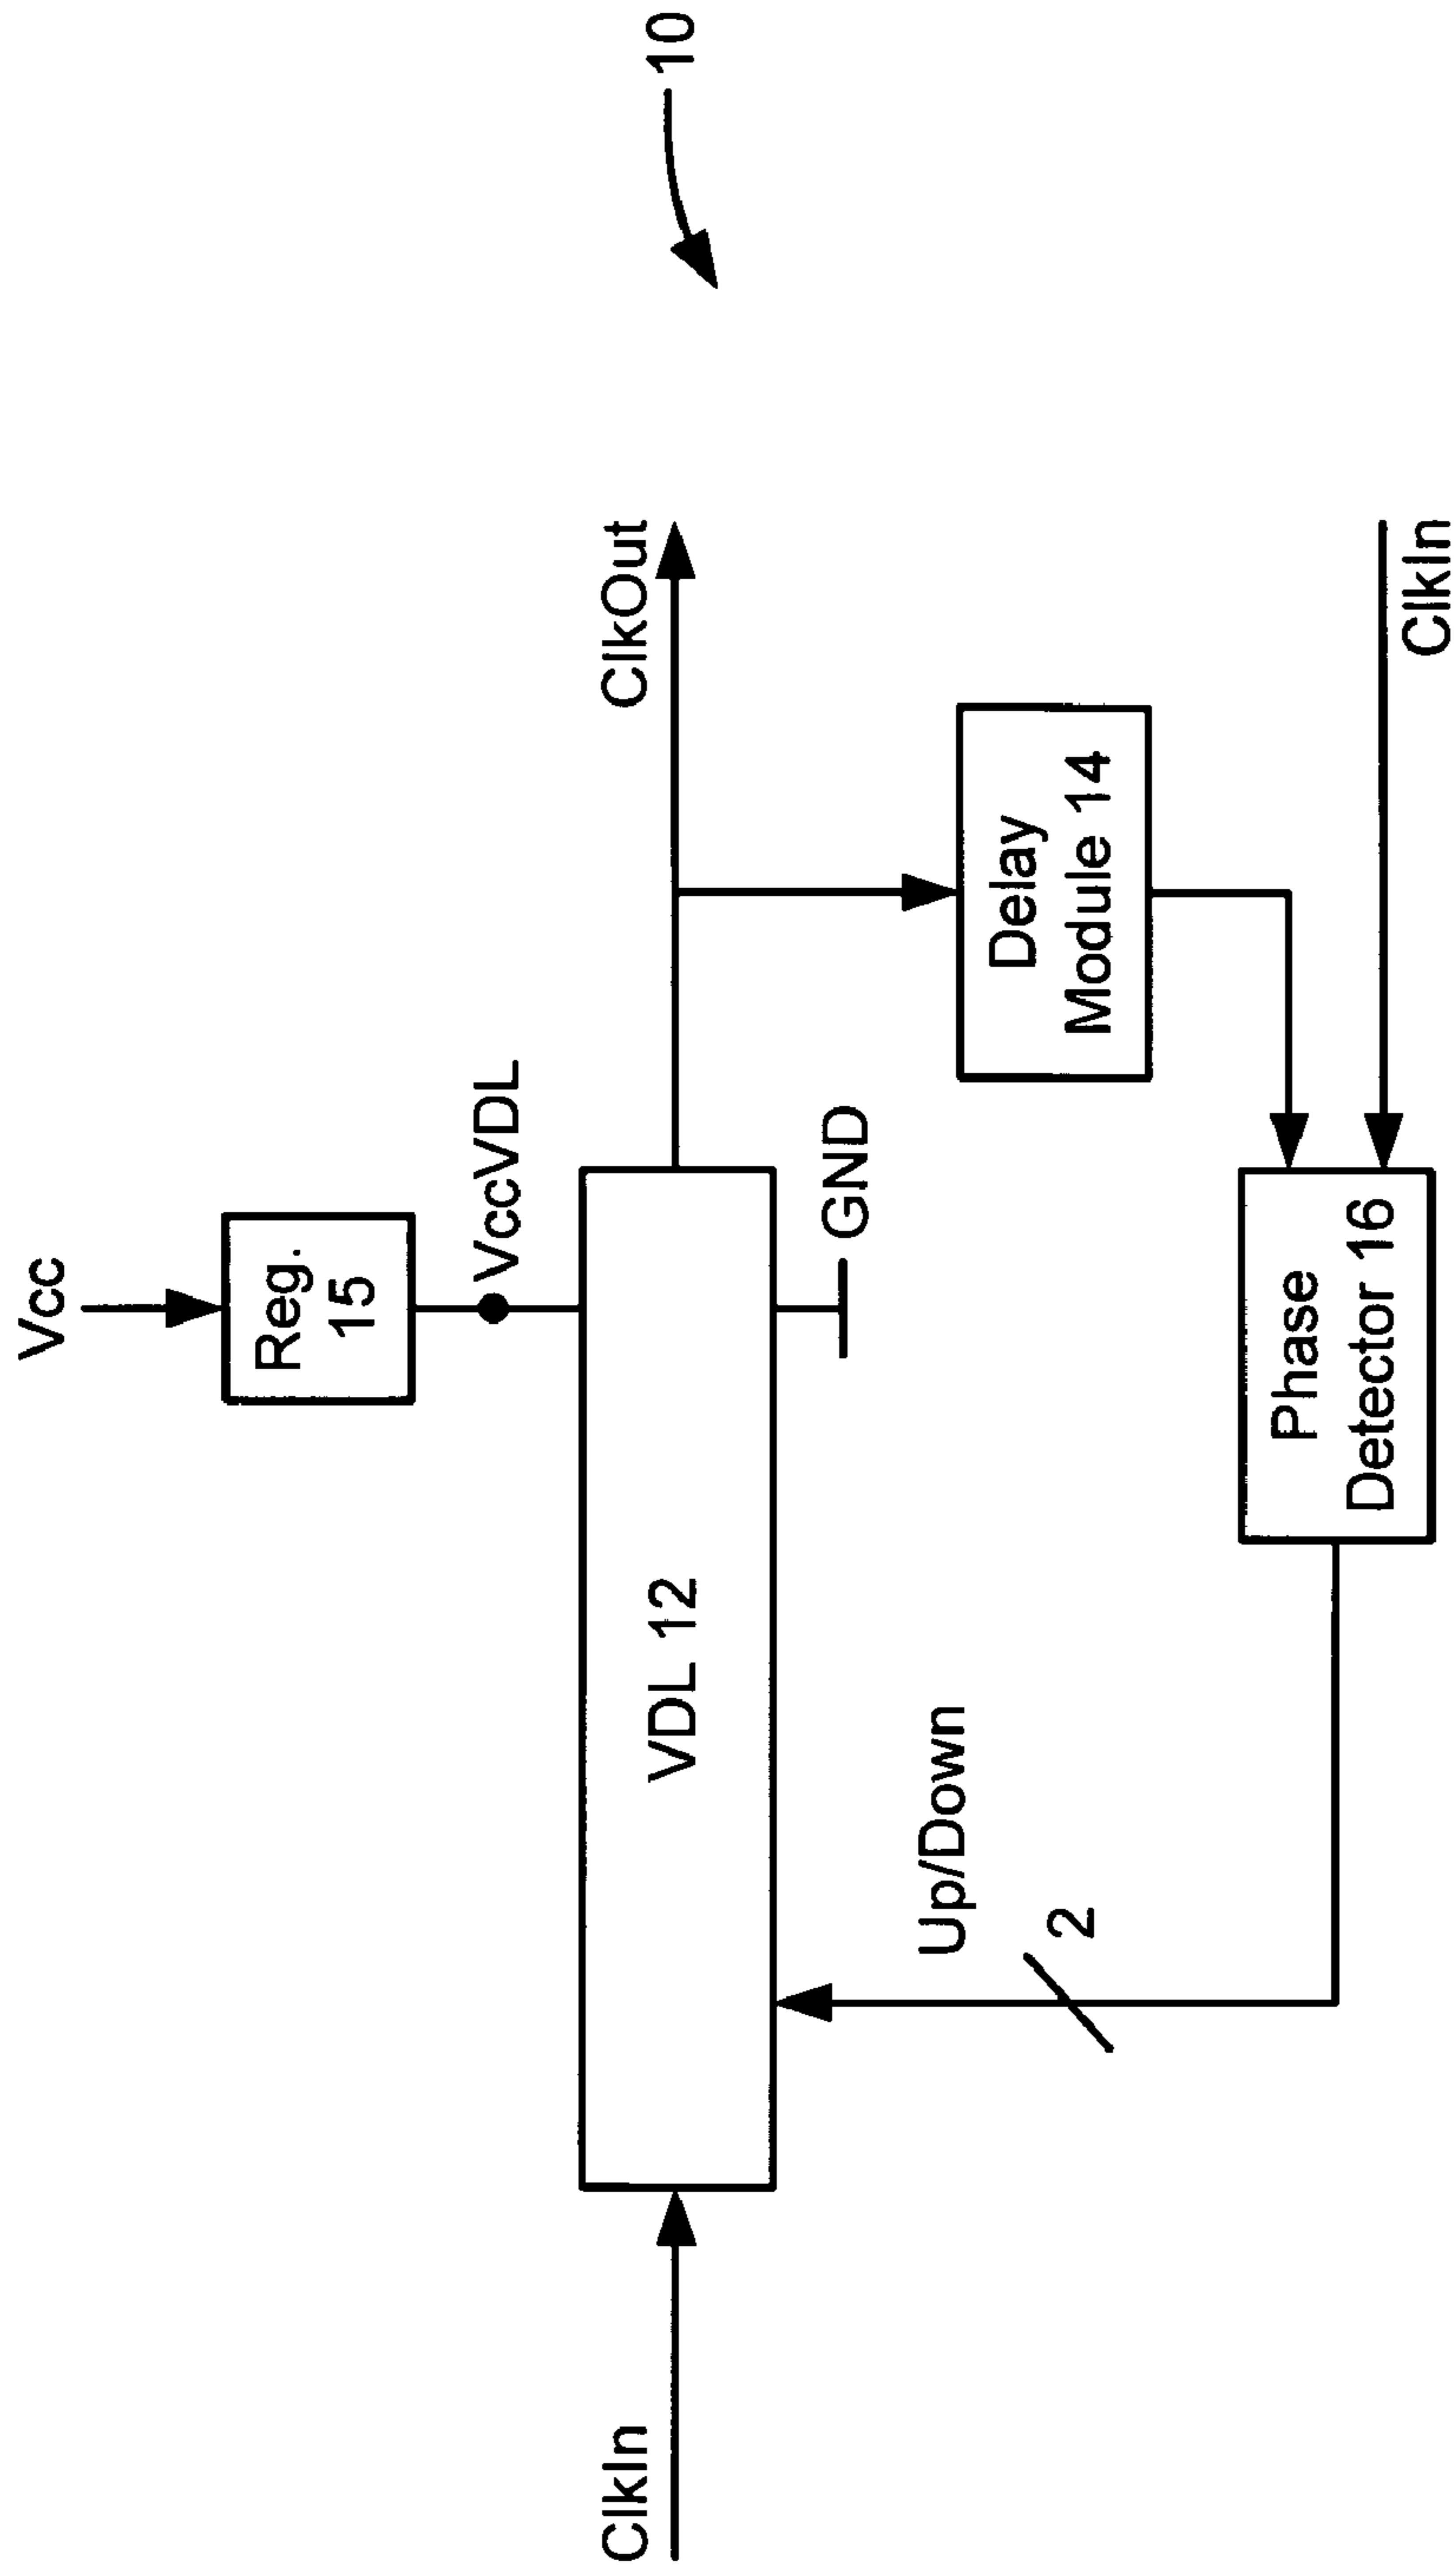 Vcc
Reg.
15
VccVDL
10
ClkIn
VDL 12
ClkOut
GND
Up/Down
2
Delay
Module 14
Phase
Detector 16
ClkIn